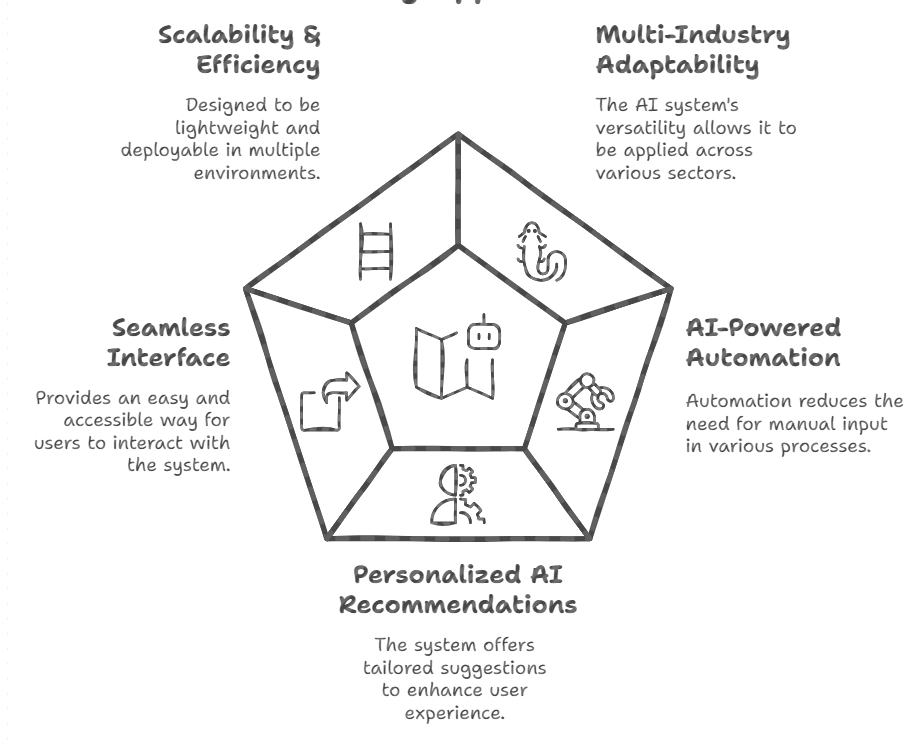 Scalability &
Efficiency
Designed to be
lightweight and
deployable in multiple
environments.
Multi-Industry
Adaptability
The AI system's
versatility allows it to
be applied across
various sectors.
Seamless
Interface
Provides an easy and
accessible way for
users to interact with
the system.
AI-Powered
Automation
Automation reduces the
need for manual input
in various processes.
Personalized AI
Recommendations
The system offers
tailored suggestions
to enhance user
experience.